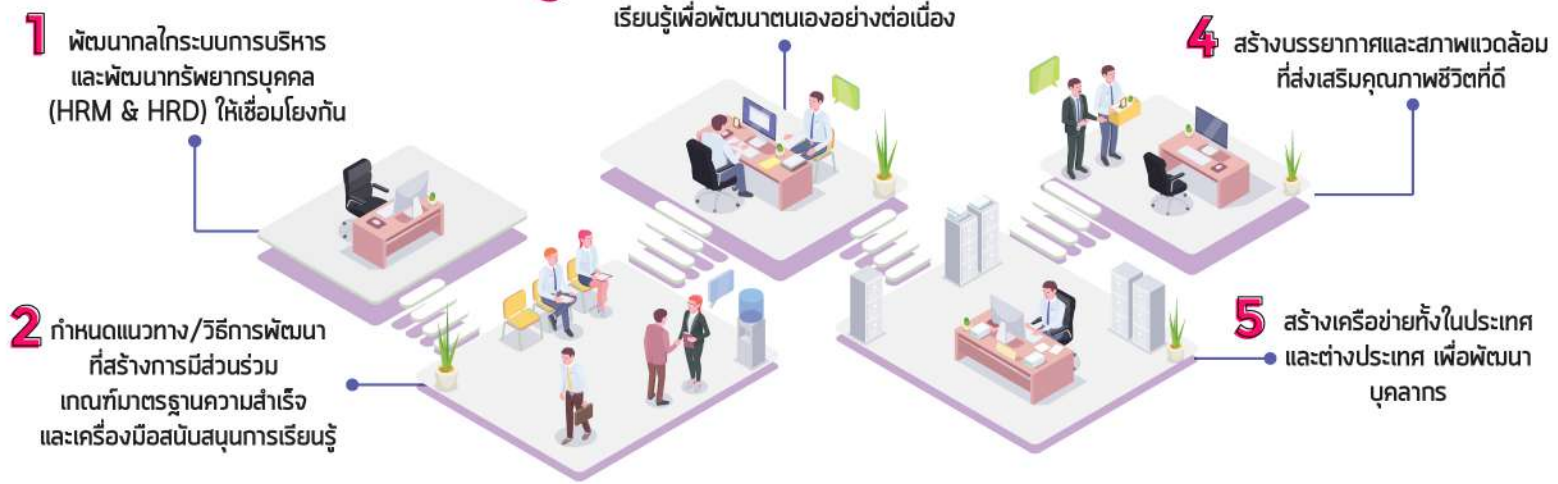 1
พัฒนากลไกระบบการบริหาร
และพัฒนาทรัพยากรบุคคล
(HRM & HRD) ให้เชื่อมโยงกัน
2
กำหนดแนวทาง/วิธีการพัฒนา
ที่สร้างการมีส่วนร่วม
เกณฑ์มาตรฐานความสำเร็จ
และเครื่องมือสนับสนุนการเรียนรู้
เรียนรู้เพื่อพัฒนาตนเองอย่างต่อเนื่อง
4
สร้างบรรยากาศและสภาพแวดล้อม
ที่ส่งเสริมคุณภาพชีวิตที่ดี
5
สร้างเครือข่ายทั้งในประเทศ
และต่างประเทศ เพื่อพัฒนา
บุคลากร